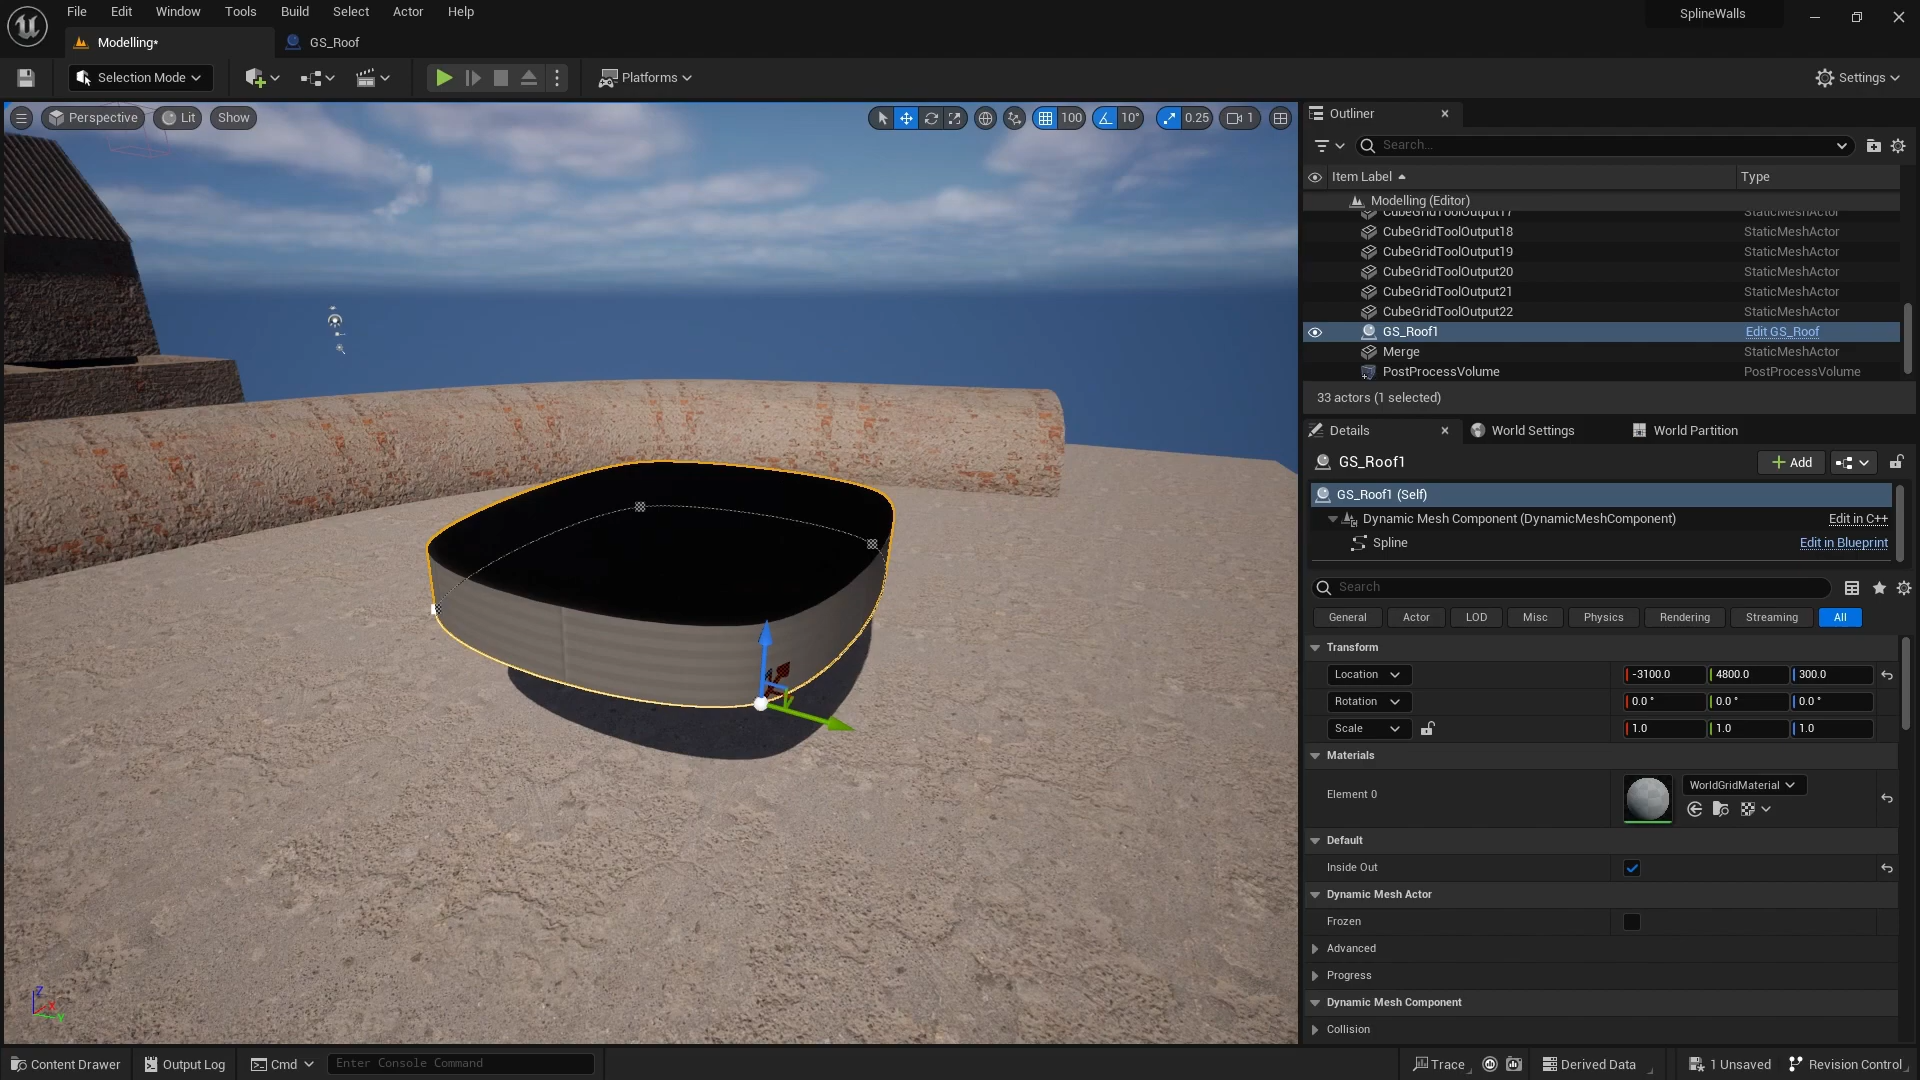 File Edit Window Tools Build Select Actor Help
SplineWalls
Modelling*
GS_Roof
Selection Mode
Platforms
Settings
Perspective
Lit
Show
100
10°
0.25
1
Outliner
Search...
Item Label
Type
Modelling (Editor)
CubeGridToolOutput17 StaticMeshActor
CubeGridToolOutput18 StaticMeshActor
CubeGridToolOutput19 StaticMeshActor
CubeGridToolOutput20 StaticMeshActor
CubeGridToolOutput21 StaticMeshActor
CubeGridToolOutput22 StaticMeshActor
GS_Roof1 Edit GS_Roof
Merge StaticMeshActor
PostProcessVolume PostProcessVolume
33 actors (1 selected)
Details
World Settings
World Partition
GS_Roof1
Add
GS_Roof1 (Self)
Dynamic Mesh Component (DynamicMeshComponent) Edit in C++
Spline Edit in Blueprint
Search
General Actor LOD Misc Physics Rendering Streaming All
Transform
Location -3100.0 4800.0 300.0
Rotation 0.0 ° 0.0 ° 0.0 °
Scale 1.0 1.0 1.0
Materials
Element 0
WorldGridMaterial
Default
Inside Out
Dynamic Mesh Actor
Frozen
Advanced
Progress
Dynamic Mesh Component
Collision
Z
X
Y
Content Drawer
Output Log
Cmd
Enter Console Command
Trace
Derived Data
1 Unsaved
Revision Control